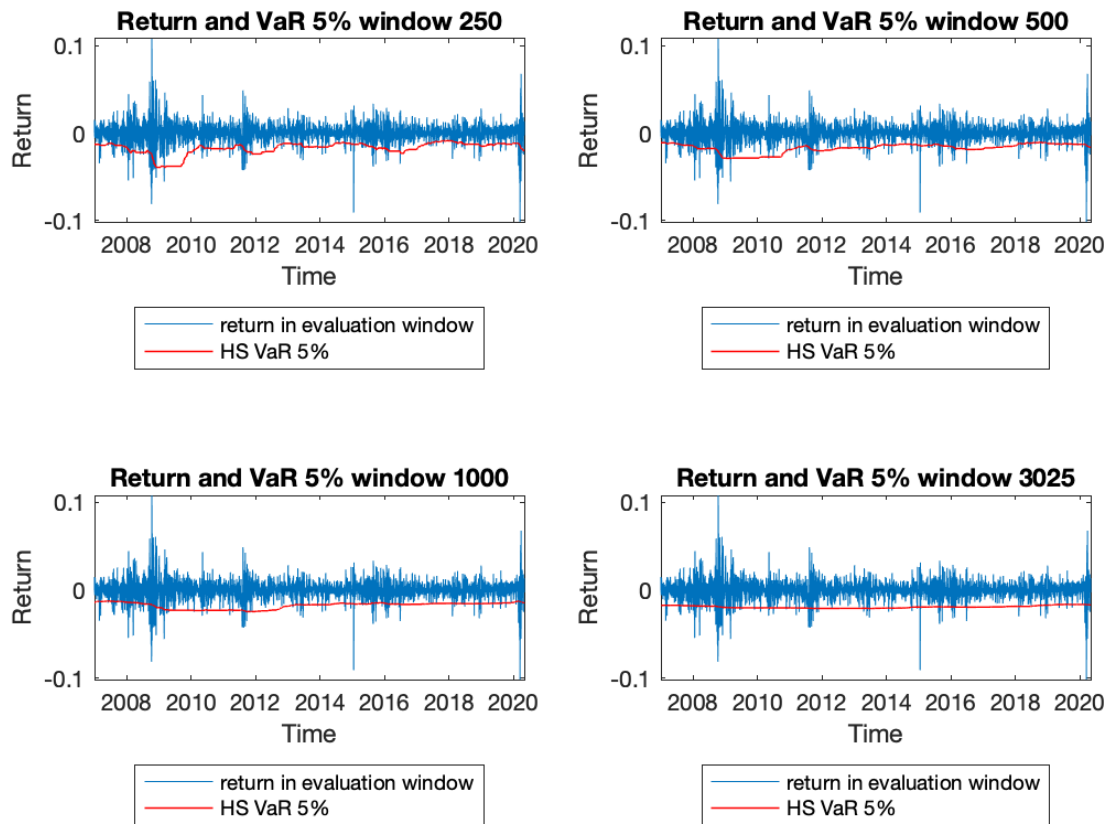 Return and VaR 5% window 250
0.1
0
-0.1
Return
2008 2010 2012 2014 2016 2018 2020
Time
return in evaluation window
HS VaR 5%
Return and VaR 5% window 500
0.1
0
-0.1
Return
2008 2010 2012 2014 2016 2018 2020
Time
return in evaluation window
HS VaR 5%
Return and VaR 5% window 1000
0.1
0
-0.1
Return
2008 2010 2012 2014 2016 2018 2020
Time
return in evaluation window
HS VaR 5%
Return and VaR 5% window 3025
0.1
0
-0.1
Return
2008 2010 2012 2014 2016 2018 2020
Time
return in evaluation window
HS VaR 5%